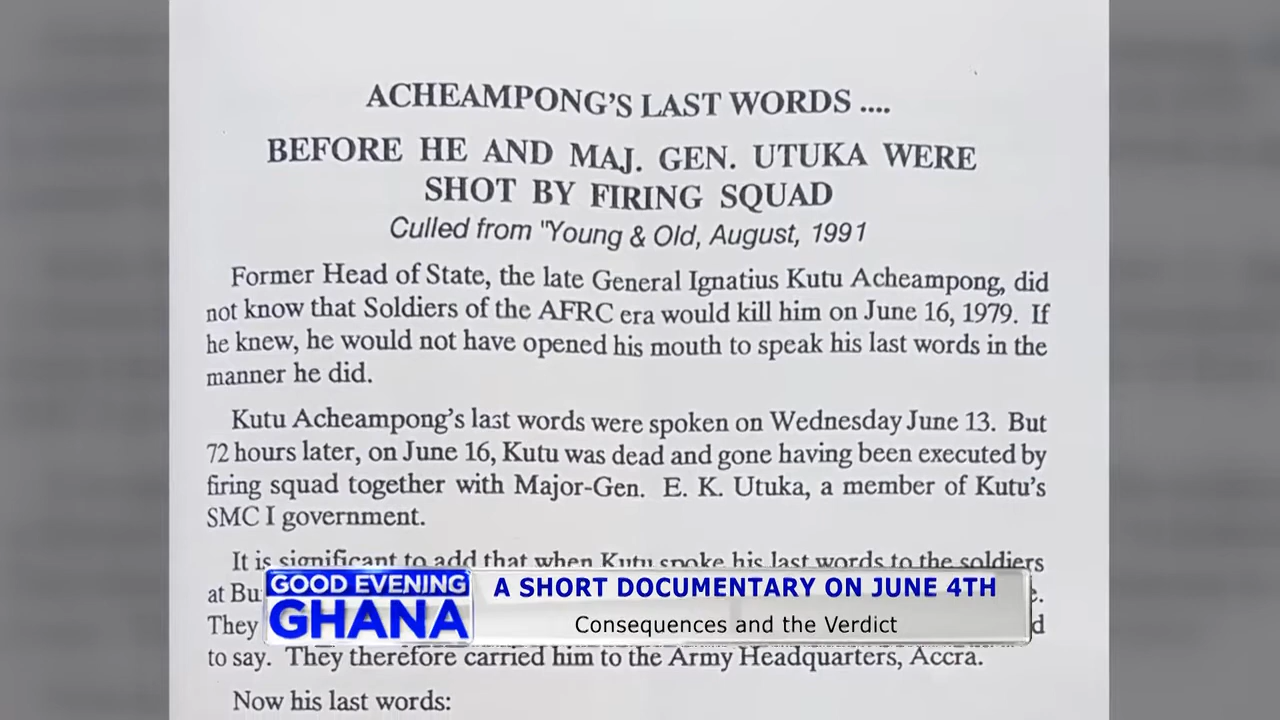 ACHEAMPONG'S LAST WORDS ....
BEFORE HE AND MAJ. GEN. UTUKA WERE
SHOT BY FIRING SQUAD
Culled from "Young & Old, August, 1991
Former Head of State, the late General Ignatius Kutu Acheampong, did
not know that Soldiers of the AFRC era would kill him on June 16, 1979. If
he knew, he would not have opened his mouth to speak his last words in the
manner he did.
Kutu Acheampong's last words were spoken on Wednesday June 13. But
72 hours later, on June 16, Kutu was dead and gone having been executed by
firing squad together with Major-Gen. E. K. Utuka, a member of Kutu's
SMC I government.
It is significant to add that when Kutu spoke his last words to the soldiers
at
They
to say. They therefore carried him to the Army Headquarters, Accra.
Now his last words:
GOOD EVENING
GHANA
A SHORT DOCUMENTARY ON JUNE 4TH
Consequences and the Verdict